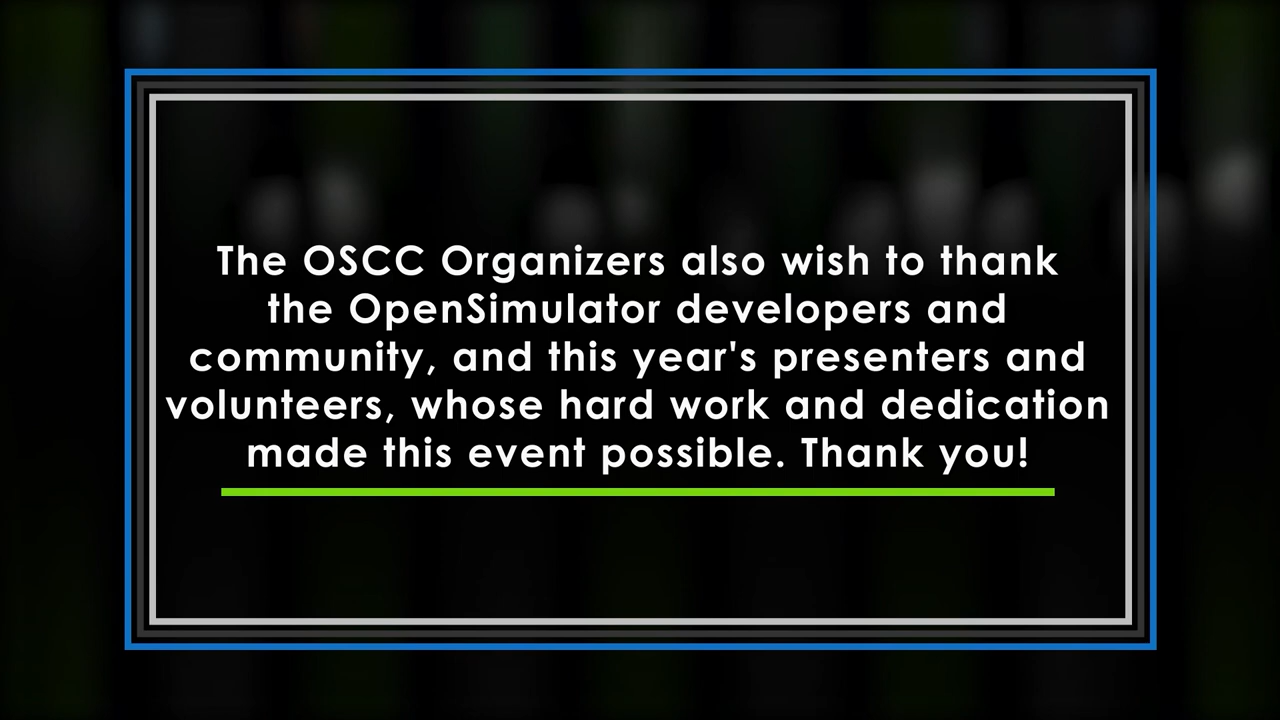 The OSCC Organizers also wish to thank
the OpenSimulator developers and
community, and this year's presenters and
volunteers, whose hard work and dedication
made this event possible. Thank you!